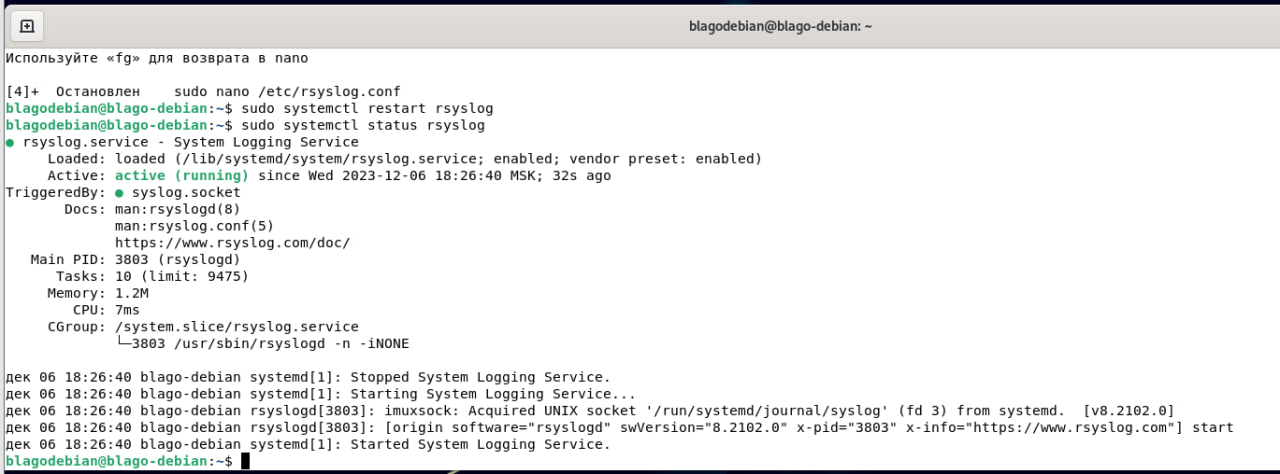 blagodebian@blago-debian: ~
Используйте «fg» для возврата в nano
[4]+  Остановлен    sudo nano /etc/rsyslog.conf
blagodebian@blago-debian:~$ sudo systemctl restart rsyslog
blagodebian@blago-debian:~$ sudo systemctl status rsyslog
● rsyslog.service - System Logging Service
     Loaded: loaded (/lib/systemd/system/rsyslog.service; enabled; vendor preset: enabled)
     Active: active (running) since Wed 2023-12-06 18:26:40 MSK; 32s ago
TriggeredBy: ● syslog.socket
       Docs: man:rsyslogd(8)
             man:rsyslog.conf(5)
             https://www.rsyslog.com/doc/
   Main PID: 3803 (rsyslogd)
      Tasks: 10 (limit: 9475)
     Memory: 1.2M
        CPU: 7ms
     CGroup: /system.slice/rsyslog.service
             └─3803 /usr/sbin/rsyslogd -n -iNONE
дек 06 18:26:40 blago-debian systemd[1]: Stopped System Logging Service.
дек 06 18:26:40 blago-debian systemd[1]: Starting System Logging Service...
дек 06 18:26:40 blago-debian rsyslogd[3803]: imuxsock: Acquired UNIX socket '/run/systemd/journal/syslog' (fd 3) from systemd.  [v8.2102.0]
дек 06 18:26:40 blago-debian rsyslogd[3803]: [origin software="rsyslogd" swVersion="8.2102.0" x-pid="3803" x-info="https://www.rsyslog.com"] start
дек 06 18:26:40 blago-debian systemd[1]: Started System Logging Service.
blagodebian@blago-debian:~$